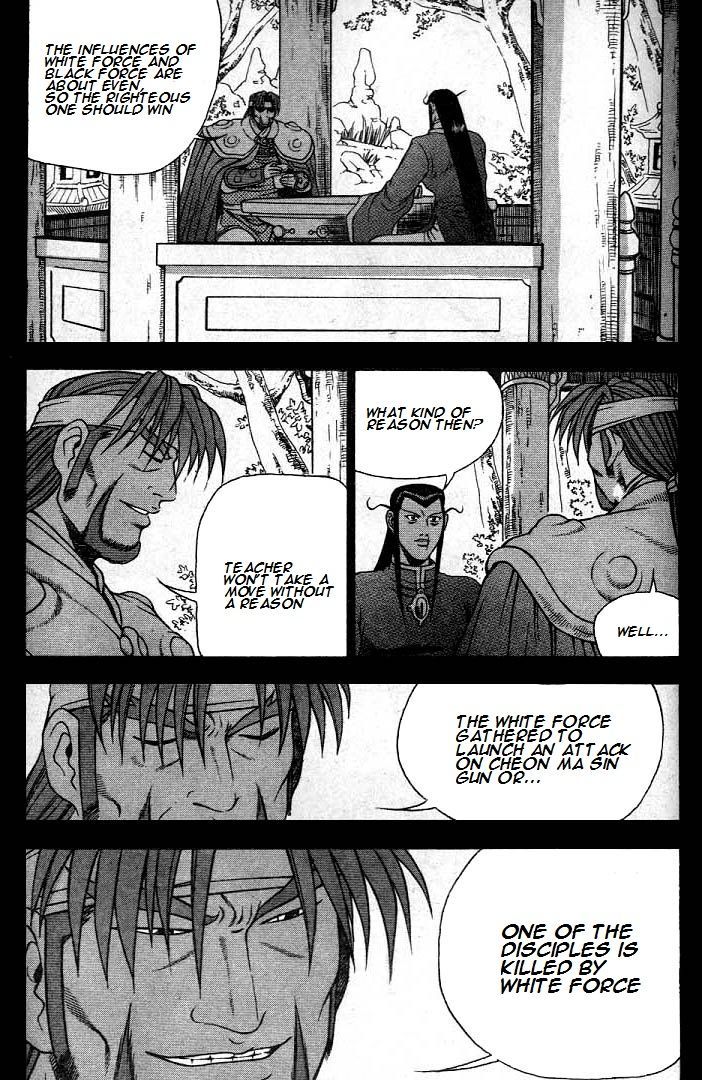 THE INFLUENCES OF
WHITE FORCE AND
BLACK FORCE ARE
ABOUT EVEN,
SO THE RIGHTEOUS
ONE SHOULD WIN
TEACHER
WON'T TAKE A
MOVE WITHOUT
A REASON
WHAT KIND OF
REASON THEN?
WELL...
THE WHITE FORCE
GATHERED TO
LAUNCH AN ATTACK
ON CHEON MA SIN
GUN OR...
ONE OF THE
DISCIPLES IS
KILLED BY
WHITE FORCE